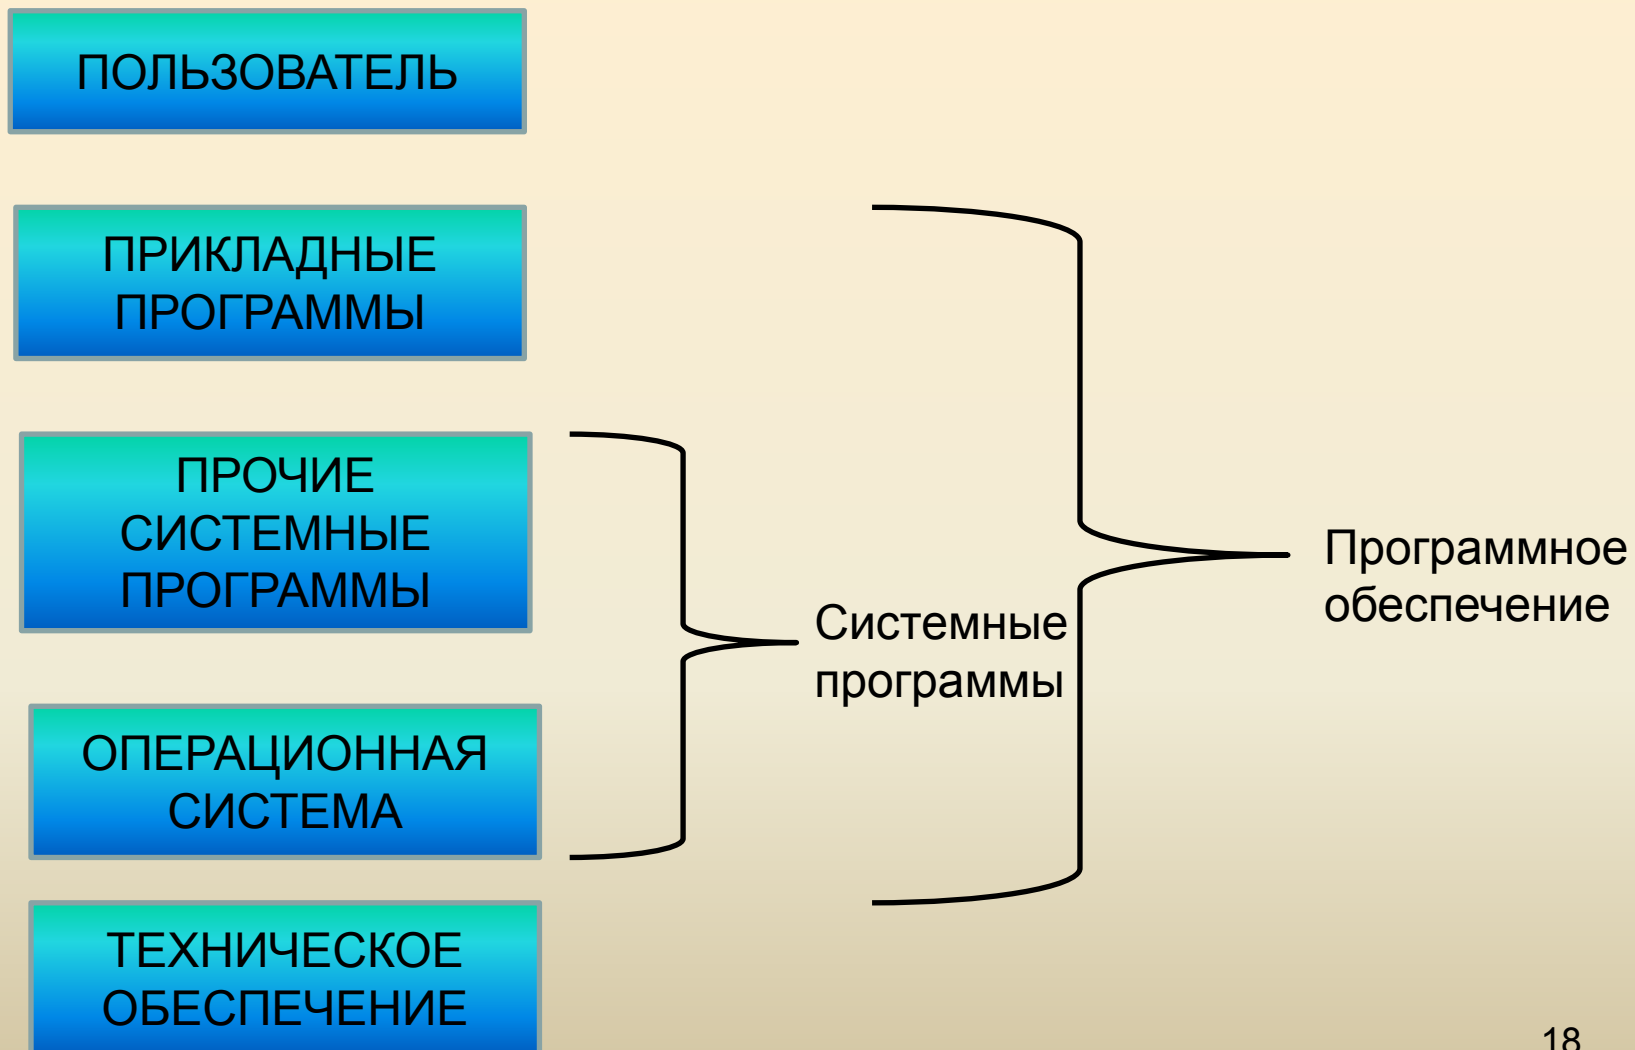 ПОЛЬЗОВАТЕЛЬ
ПРИКЛАДНЫЕ
ПРОГРАММЫ
ПРОЧИЕ
СИСТЕМНЫЕ
ПРОГРАММЫ
ОПЕРАЦИОННАЯ
СИСТЕМА
ТЕХНИЧЕСКОЕ
ОБЕСПЕЧЕНИЕ
Системные
программы
Программное
обеспечение
18